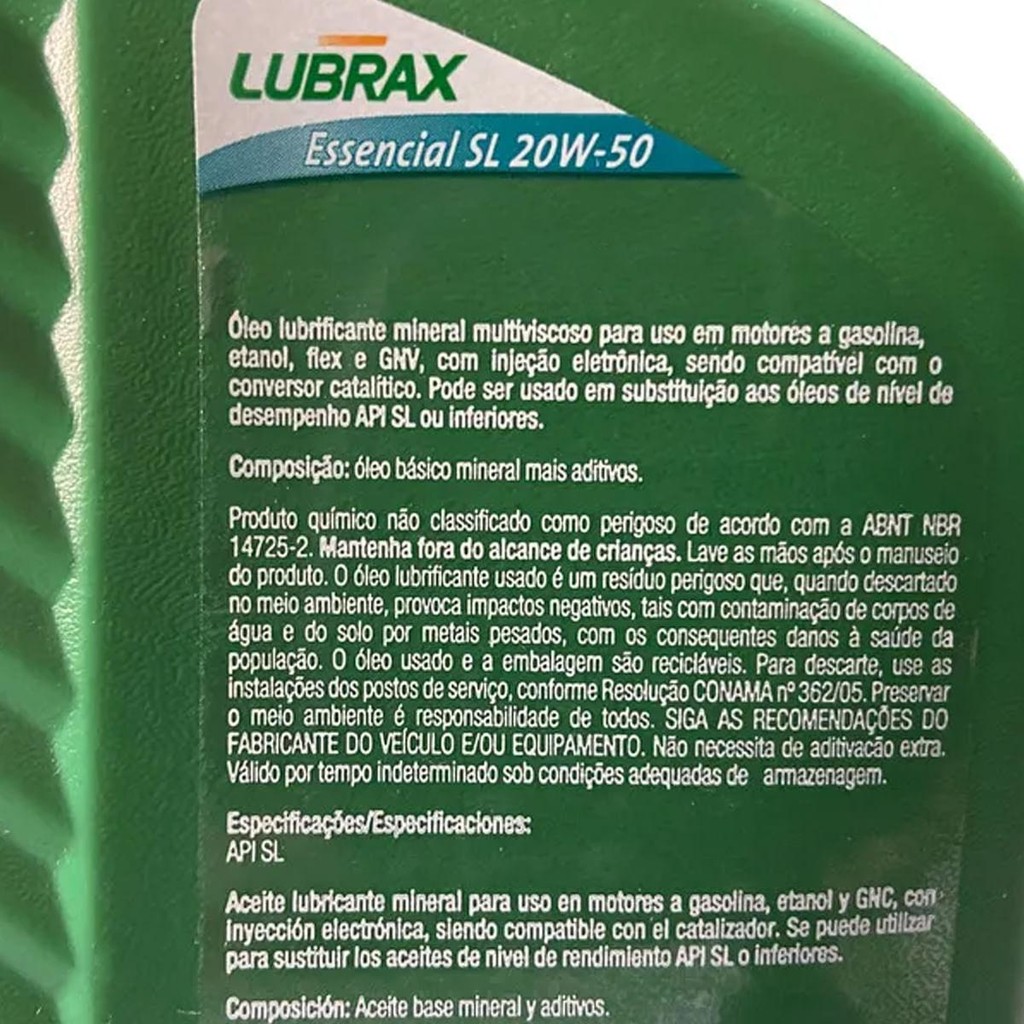 LUBRAX
Essencial SL 20W-50
Óleo lubrificante mineral multiviscoso para uso em motores a gasolina,
etanol, flex e GNV, com injeção eletrônica, sendo compatível com o
conversor catalítico. Pode ser usado em substituição aos óleos de nível de
desempenho API SL ou inferiores.
Composição: óleo básico mineral mais aditivos.
Produto químico não classificado como perigoso de acordo com a ABNT NBR
14725-2. Mantenha fora do alcance de crianças. Lave as mãos após o manuseio
do produto. O óleo lubrificante usado é um resíduo perigoso que, quando descartado
no meio ambiente, provoca impactos negativos, tais com contaminação de corpos de
água e do solo por metais pesados, com os consequentes danos à saúde da
população. O óleo usado e a embalagem são recicláveis. Para descarte, use as
instalações dos postos de serviço, conforme Resolução CONAMA nº 362/05. Preservar
o meio ambiente é responsabilidade de todos. SIGA AS RECOMENDAÇÕES DO
FABRICANTE DO VEÍCULO E/OU EQUIPAMENTO. Não necessita de aditivacão extra.
Válido por tempo indeterminado sob condições adequadas de armazenagem.
Especificações/Especificaciones:
API SL
Aceite lubricante mineral para uso en motores a gasolina, etanol y GNC, con
inyección electrónica, siendo compatible con el catalizador. Se puede utilizar
para sustituir los aceites de nivel de rendimiento API SL o inferiores.
Composición: Aceite base mineral y aditivos.